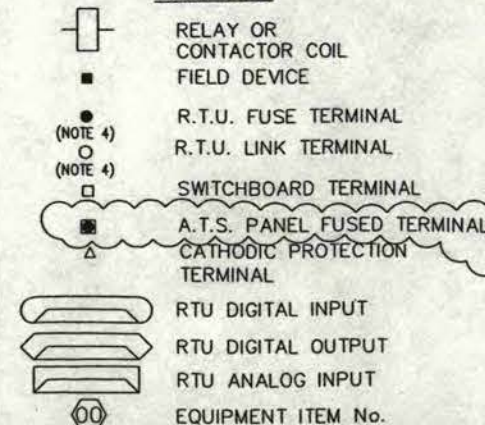 RELAY OR
CONTACTOR COIL
FIELD DEVICE
R.T.U. FUSE TERMINAL
(NOTE 4)
R.T.U. LINK TERMINAL
(NOTE 4)
SWITCHBOARD TERMINAL
A.T.S. PANEL FUSED TERMINAL
CATHODIC PROTECTION
TERMINAL
RTU DIGITAL INPUT
RTU DIGITAL OUTPUT
RTU ANALOG INPUT
00 EQUIPMENT ITEM No.